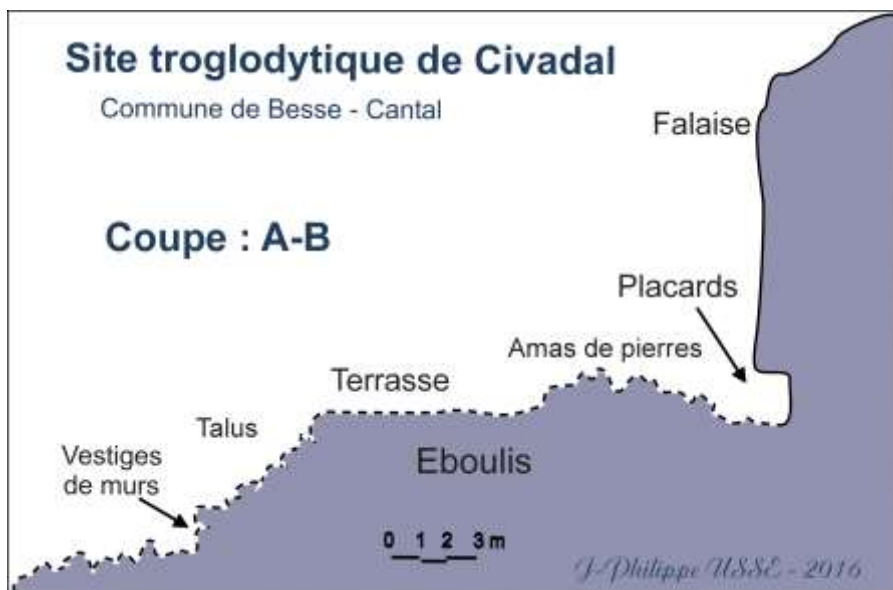 Site troglodytique de Civadal
Commune de Besse - Cantal
Falaise
Coupe : A-B
Placards
Amas de pierres
Terrasse
Talus
Vestiges
de murs
Eboulis
0 1 2 3 m
J-Philippe USSE - 2016